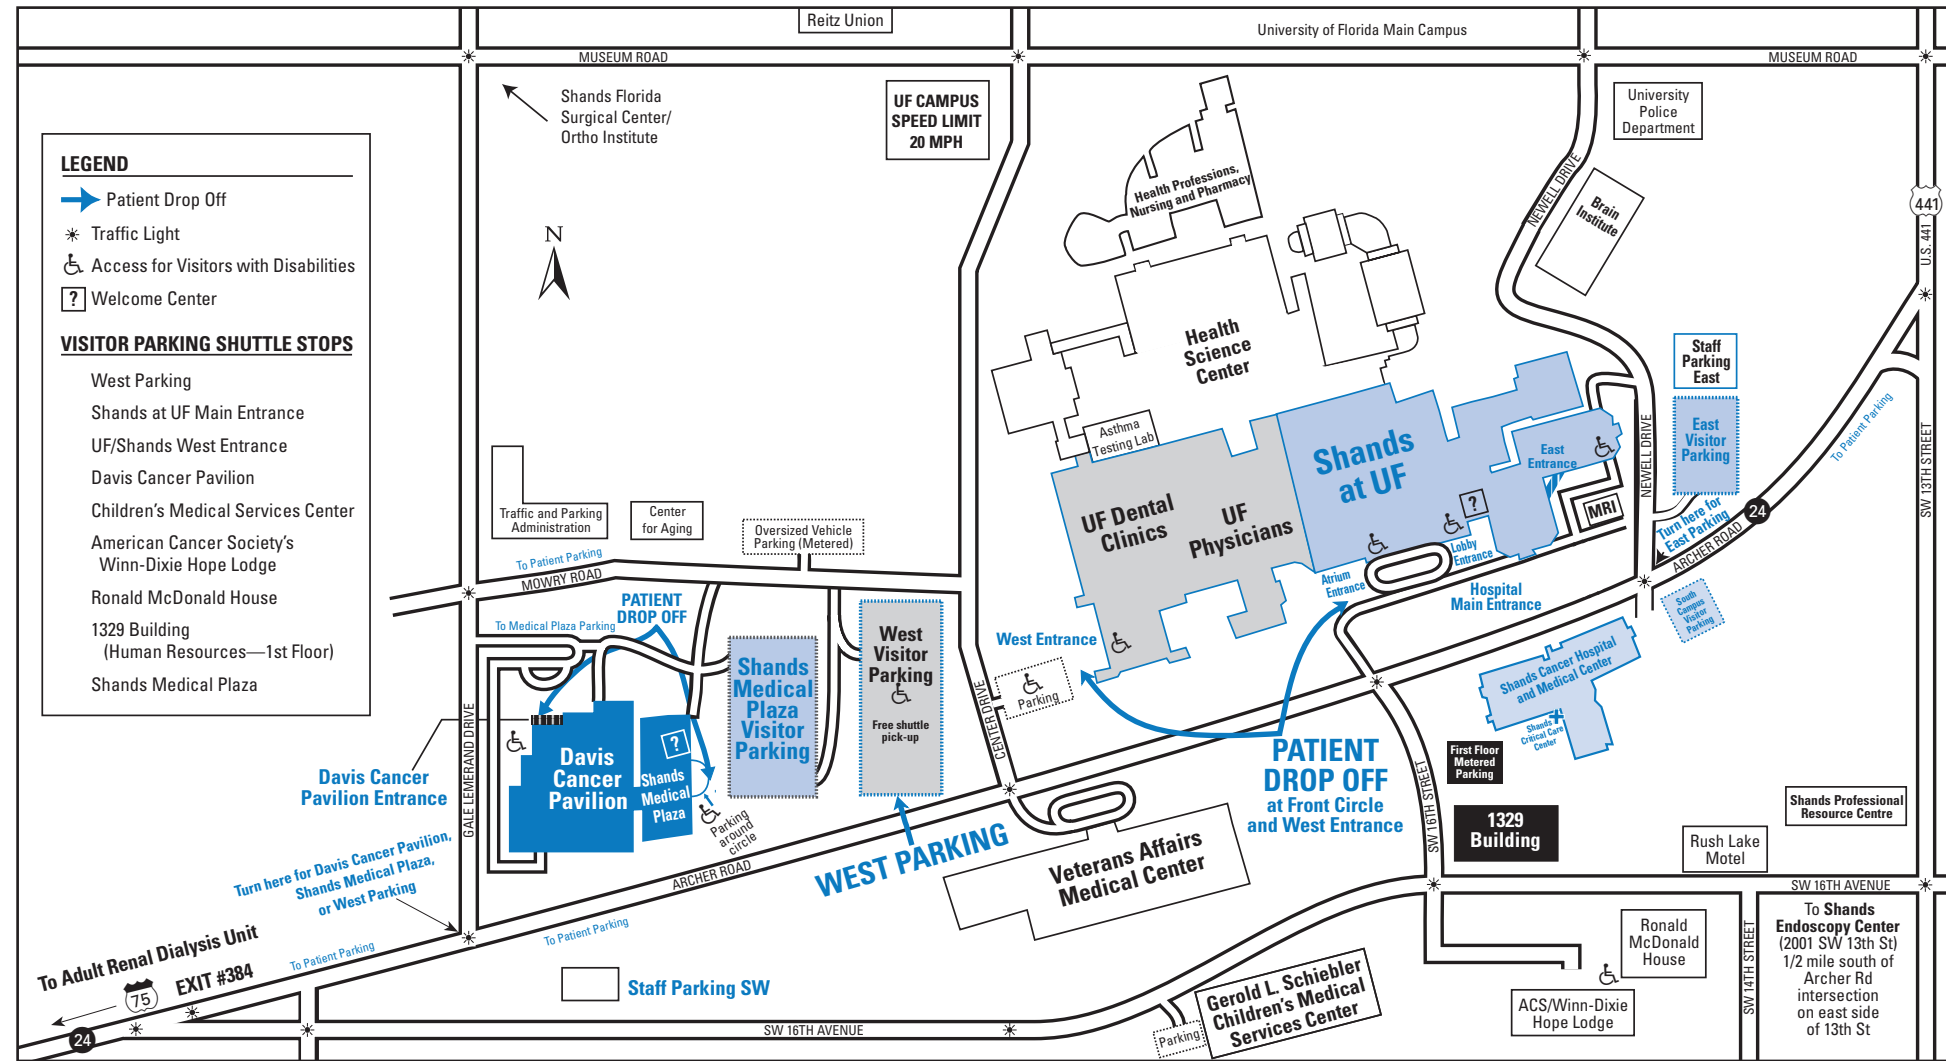 Reitz Union
University of Florida Main Campus
MUSEUM ROAD
MUSEUM ROAD
Shands Florida
Surgical Center/
Ortho Institute
UF CAMPUS
SPEED LIMIT
20 MPH
University
Police
Department
LEGEND
Patient Drop Off
Traffic Light
Access for Visitors with Disabilities
? Welcome Center
VISITOR PARKING SHUTTLE STOPS
West Parking
Shands at UF Main Entrance
UF/Shands West Entrance
Davis Cancer Pavilion
Children's Medical Services Center
American Cancer Society's
Winn-Dixie Hope Lodge
Ronald McDonald House
1329 Building
(Human Resources—1st Floor)
Shands Medical Plaza
N
Health Professions,
Nursing and Pharmacy
NEWELL DRIVE
Brain
Institute
441
U.S. 441
Health
Science
Center
Staff
Parking
East
East
Visitor
Parking
To Patient Parking
SW 13TH STREET
NEWELL DRIVE
Asthma
Testing Lab
Shands
at UF
East
Entrance
?
MRI
Turn here for
East Parking
24
ARCHER ROAD
UF Dental
Clinics
UF
Physicians
Lobby
Entrance
Atrium
Entrance
Hospital
Main Entrance
South
Campus
Visitor
Parking
Traffic and Parking
Administration
Center
for Aging
Oversized Vehicle
Parking (Metered)
To Patient Parking
MOWRY ROAD
PATIENT
DROP OFF
To Medical Plaza Parking
West Entrance
Parking
CENTER DRIVE
Shands
Medical
Plaza
Visitor
Parking
West
Visitor
Parking
Free shuttle
pick-up
Shands Cancer Hospital
and Medical Center
Shands
Critical Care
Center
GALE LEMERAND DRIVE
Davis Cancer
Pavilion Entrance
Davis
Cancer
Pavilion
?
Shands
Medical
Plaza
Parking
around
circle
PATIENT
DROP OFF
at Front Circle
and West Entrance
First Floor
Metered
Parking
SW 16TH STREET
1329
Building
Shands Professional
Resource Centre
Rush Lake
Motel
Turn here for Davis Cancer Pavilion,
Shands Medical Plaza,
or West Parking
ARCHER ROAD
WEST PARKING
Veterans Affairs
Medical Center
SW 16TH AVENUE
To Patient Parking
To Patient Parking
To Adult Renal Dialysis Unit
75
EXIT #384
24
Staff Parking SW
SW 16TH AVENUE
Parking
Gerold L. Schiebler
Children's Medical
Services Center
Ronald
McDonald
House
ACS/Winn-Dixie
Hope Lodge
SW 14TH STREET
To Shands
Endoscopy Center
(2001 SW 13th St)
1/2 mile south of
Archer Rd
intersection
on east side
of 13th St